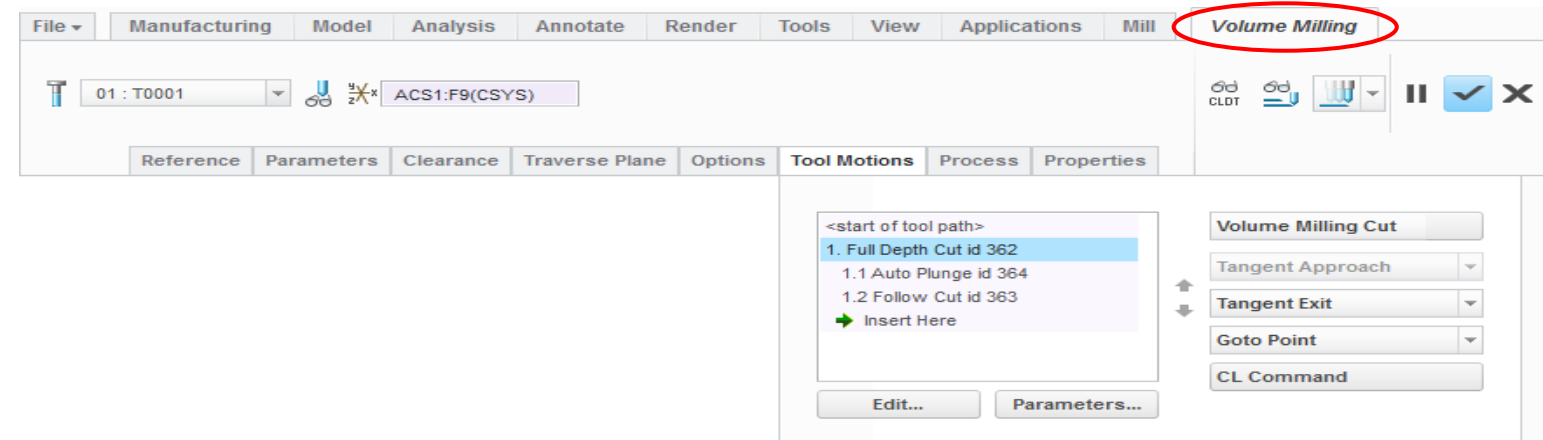 File Manufacturing Model Analysis Annotate Render Tools View Applications Mill Volume Milling
01 : T0001 ACS1:F9(CSYS) CLDT
Reference Parameters Clearance Traverse Plane Options Tool Motions Process Properties
<start of tool path>
1. Full Depth Cut id 362
1.1 Auto Plunge id 364
1.2 Follow Cut id 363
Insert Here
Edit... Parameters...
Volume Milling Cut
Tangent Approach
Tangent Exit
Goto Point
CL Command